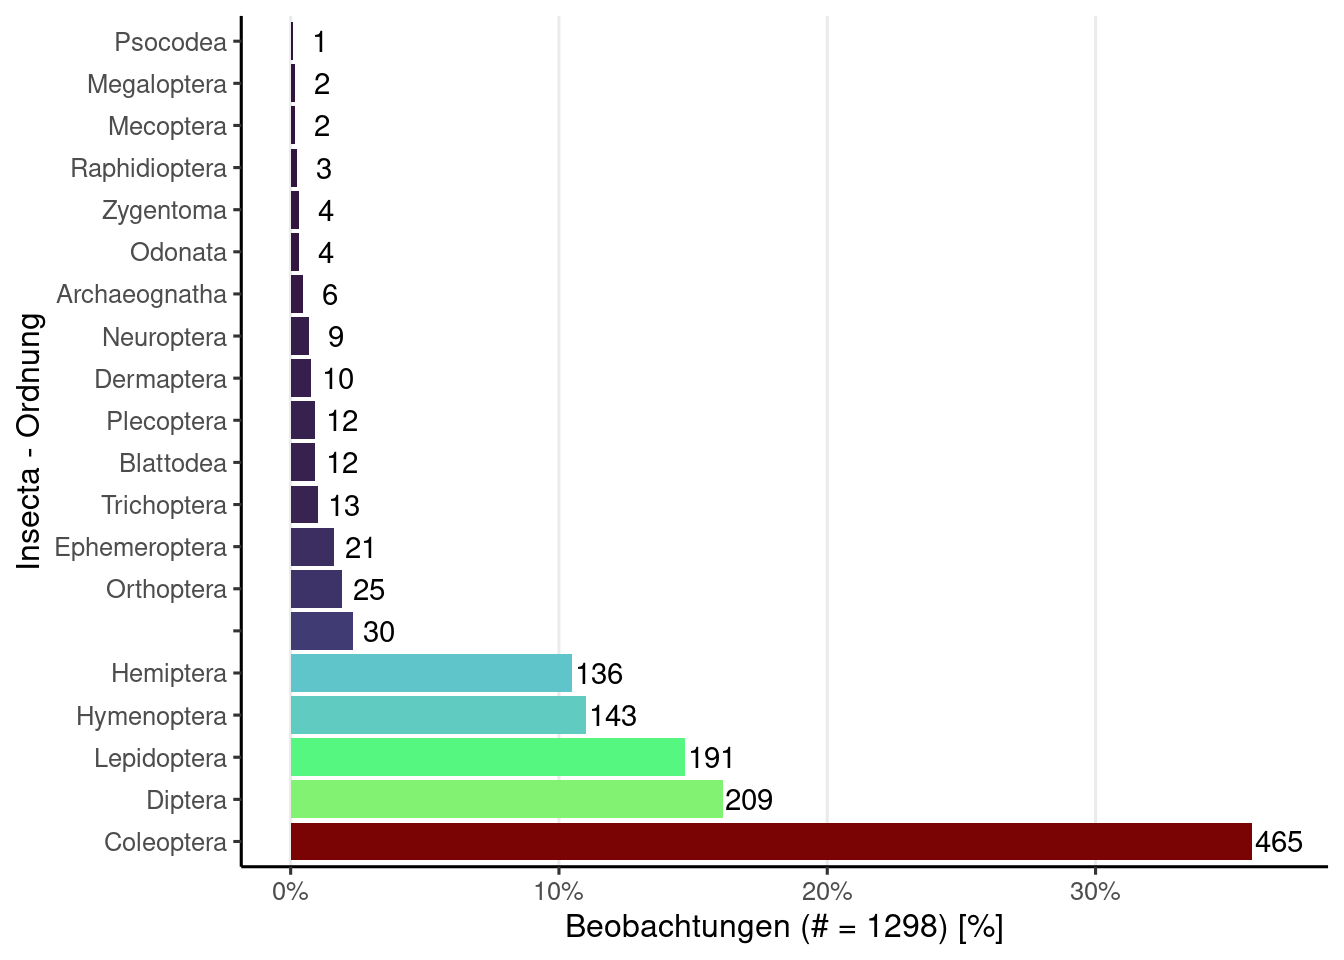 Psocodea 1
Megaloptera 2
Mecoptera 2
Raphidioptera 3
Zygentoma 4
Odonata 4
Archaeognatha 6
Neuroptera 9
Dermaptera 10
Plecoptera 12
Blattodea 12
Trichoptera 13
Ephemeroptera 21
Orthoptera 25
30
Hemiptera 136
Hymenoptera 143
Lepidoptera 191
Diptera 209
Coleoptera 465
0% 10% 20% 30%
Beobachtungen (# = 1298) [%]
Insecta - Ordnung